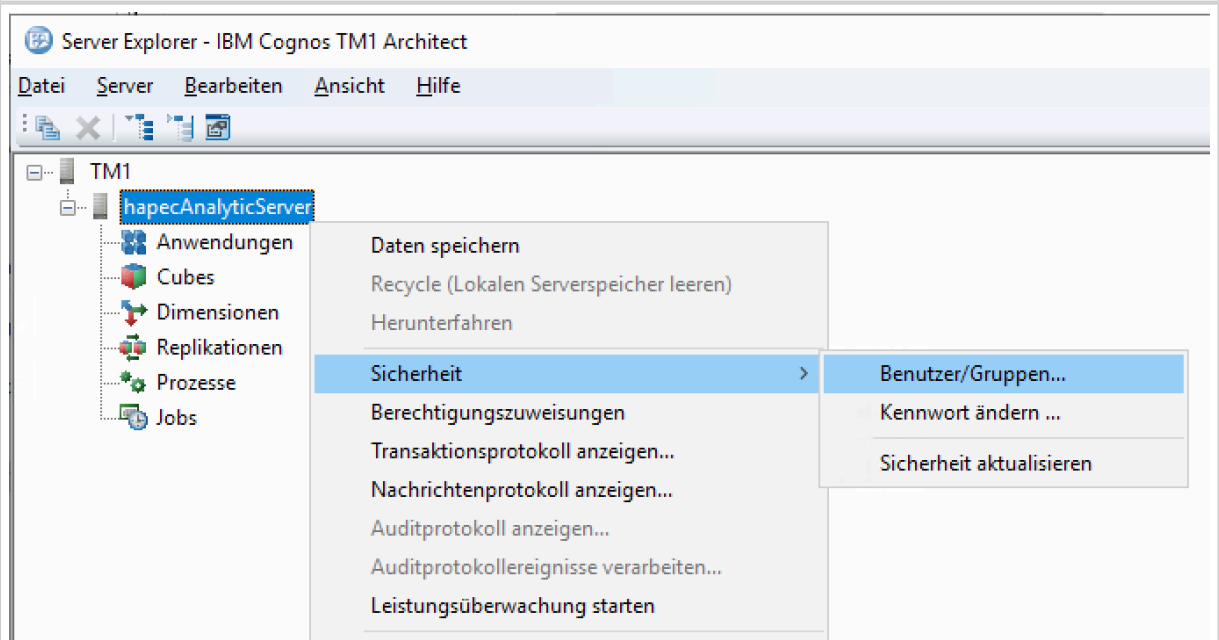 Server Explorer - IBM Cognos TM1 Architect
Datei Server Bearbeiten Ansicht Hilfe
TM1
hapecAnalyticServer
Anwendungen
Cubes
Dimensionen
Replikationen
Prozesse
Jobs
Daten speichern
Recycle (Lokalen Serverspeicher leeren)
Herunterfahren
Sicherheit
Berechtigungszuweisungen
Transaktionsprotokoll anzeigen...
Nachrichtenprotokoll anzeigen...
Auditprotokoll anzeigen...
Auditprotokollereignisse verarbeiten...
Leistungsüberwachung starten
Benutzer/Gruppen...
Kennwort ändern ...
Sicherheit aktualisieren